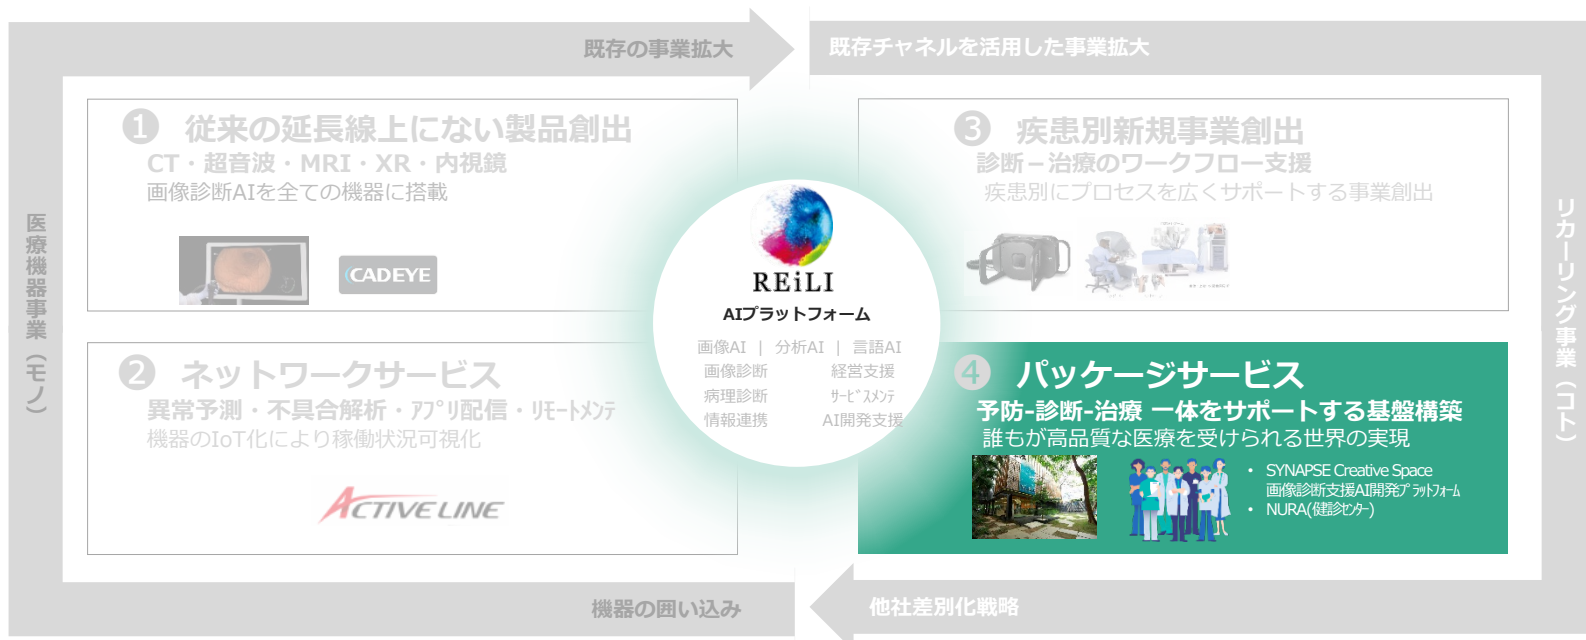 既存の事業拡大
既存チャネルを活用した事業拡大
医療機器事業（モノ）
❶ 従来の延長線上にない製品創出
CT・超音波・MRI・XR・内視鏡
画像診断AIを全ての機器に搭載
CADEYE
❷ ネットワークサービス
異常予測・不具合解析・ｱﾌﾟﾘ配信・ﾘﾓｰﾄﾒﾝﾃ
機器のIoT化により稼働状況可視化
ACTIVE LINE
REiLI
AIプラットフォーム
画像AI | 分析AI | 言語AI
画像診断 経営支援
病理診断 ｻｰﾋﾞｽﾒﾝﾃ
情報連携 AI開発支援
❸ 疾患別新規事業創出
診断－治療のワークフロー支援
疾患別にプロセスを広くサポートする事業創出
❹ パッケージサービス
予防-診断-治療 一体をサポートする基盤構築
誰もが高品質な医療を受けられる世界の実現
• SYNAPSE Creative Space
画像診断支援AI開発ﾌﾟﾗｯﾄﾌｫｰﾑ
• NURA(健診ｾﾝﾀｰ)
リカーリング事業（コト）
機器の囲い込み
他社差別化戦略